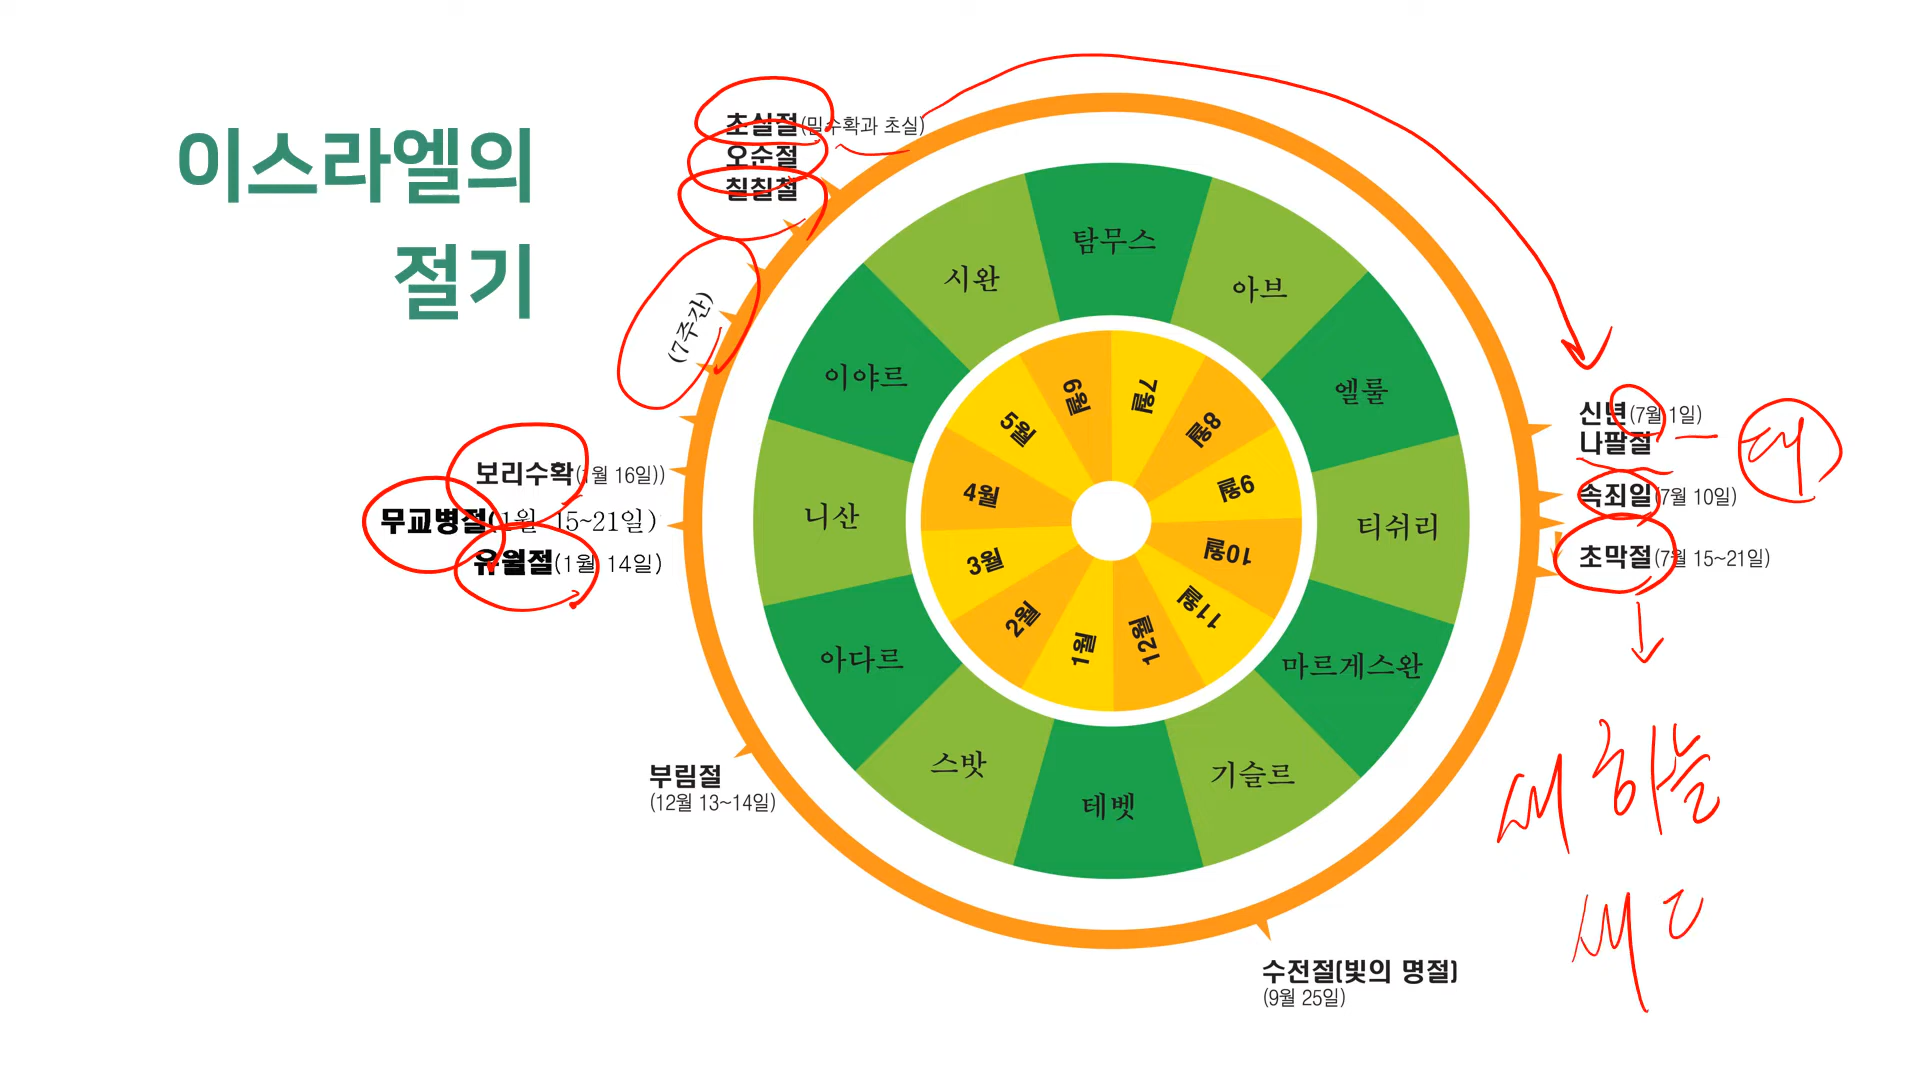 이스라엘의
절기
초실절(밀수확과 초실)
오순절
칠칠절
(7주간)
보리수확(1월 16일))
무교병절(1월 15~21일)
유월절(1월 14일)
부림절
(12월 13~14일)
수전절(빛의 명절)
(9월 25일)
신년(7월 1일)
나팔절
속죄일(7월 10일)
초막절(7월 15~21일)
탐무스
아브
엘룰
티쉬리
마르게스완
기슬르
테벳
스밧
아다르
니산
이야르
시완
1월
2월
3월
4월
5월
6월
7월
8월
9월
10월
11월
12월
새 하늘
새